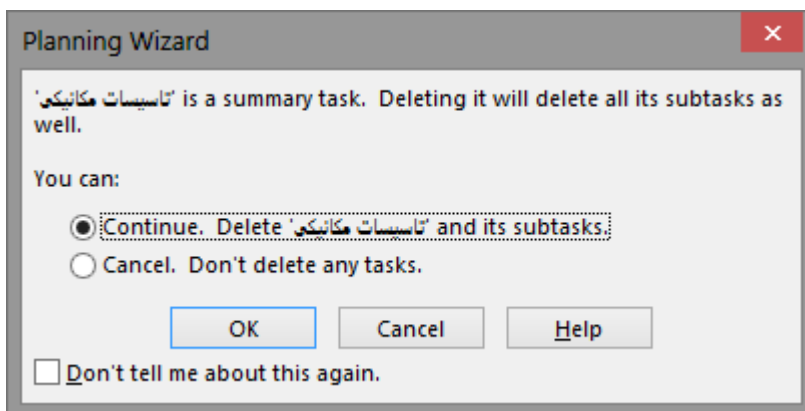 Planning Wizard
'تاسیسات مکانیکی' is a summary task. Deleting it will delete all its subtasks as
well.
You can:
Continue. Delete 'تاسیسات مکانیکی' and its subtasks.
Cancel. Don't delete any tasks.
OK Cancel Help
Don't tell me about this again.